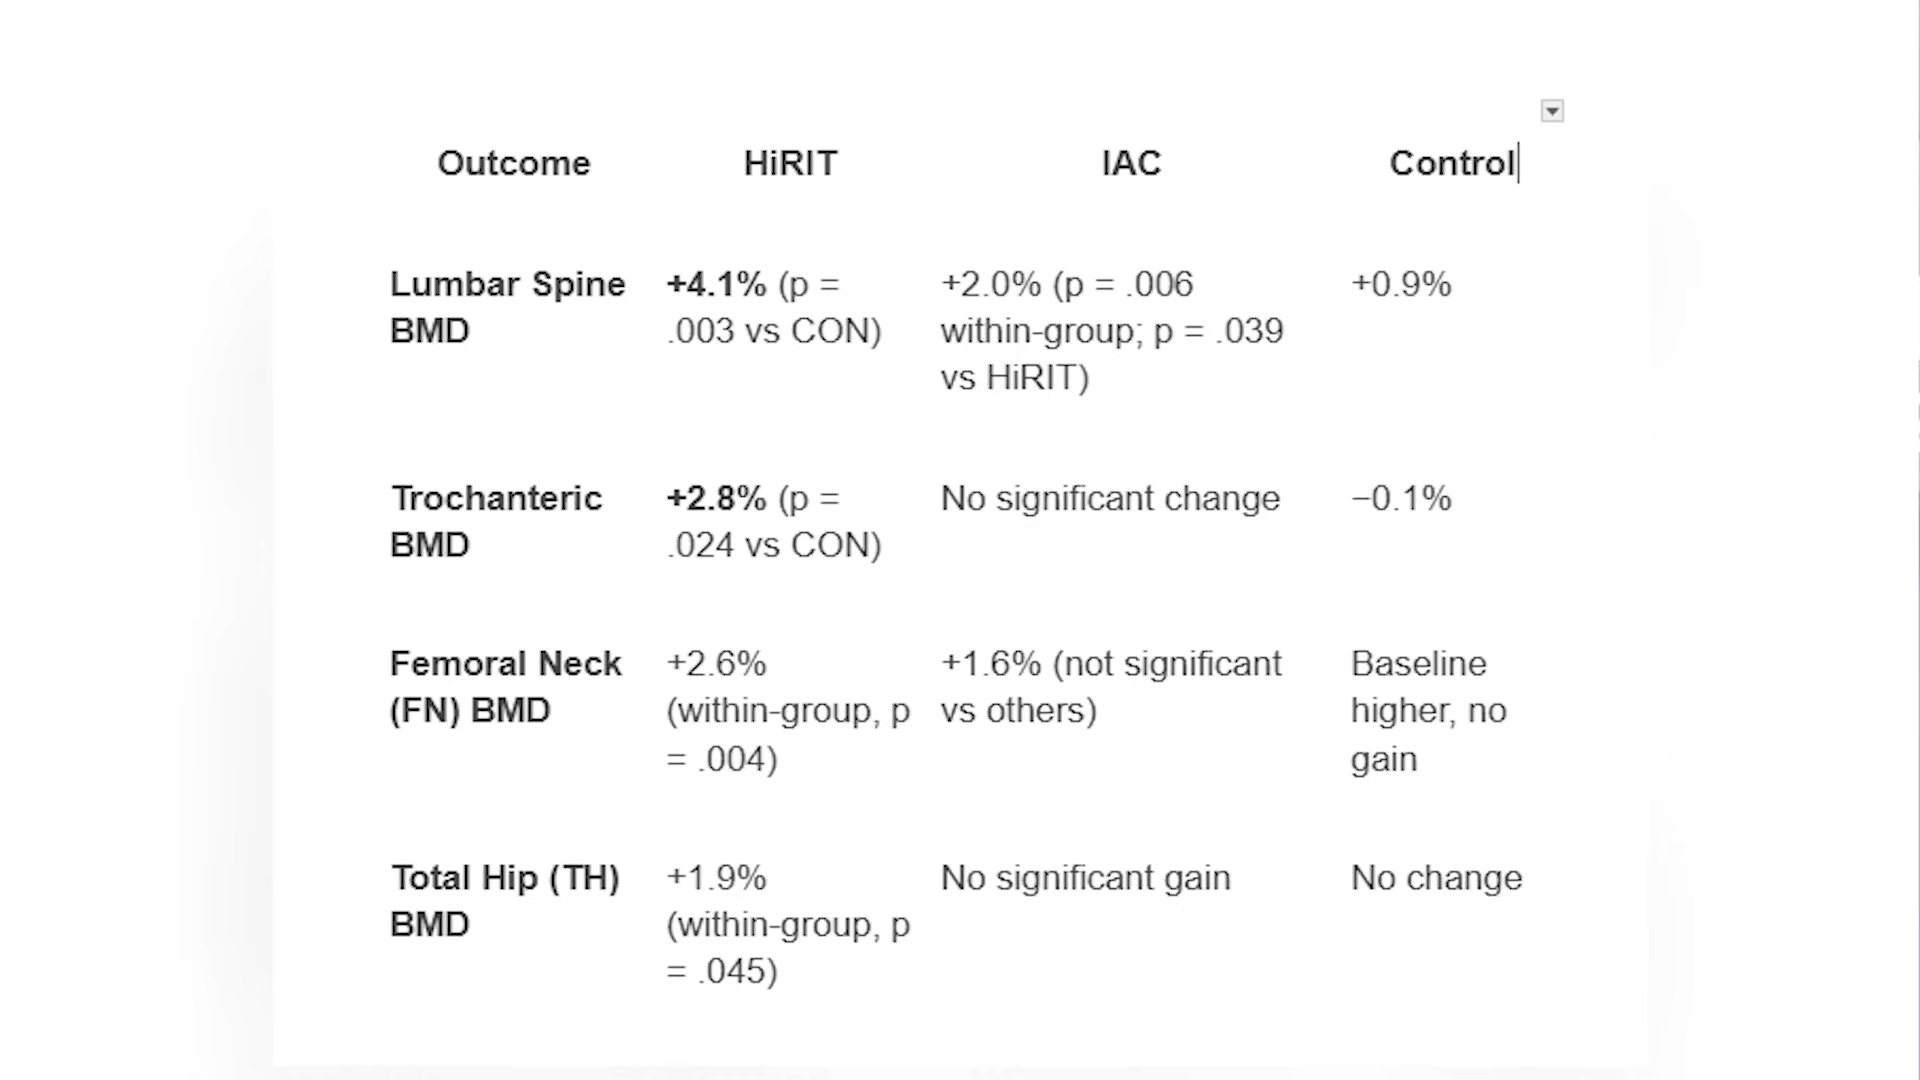 Outcome HiRIT IAC Control
Lumbar Spine BMD +4.1% (p = .003 vs CON) +2.0% (p = .006 within-group; p = .039 vs HiRIT) +0.9%
Trochanteric BMD +2.8% (p = .024 vs CON) No significant change −0.1%
Femoral Neck (FN) BMD +2.6% (within-group, p = .004) +1.6% (not significant vs others) Baseline higher, no gain
Total Hip (TH) BMD +1.9% (within-group, p = .045) No significant gain No change